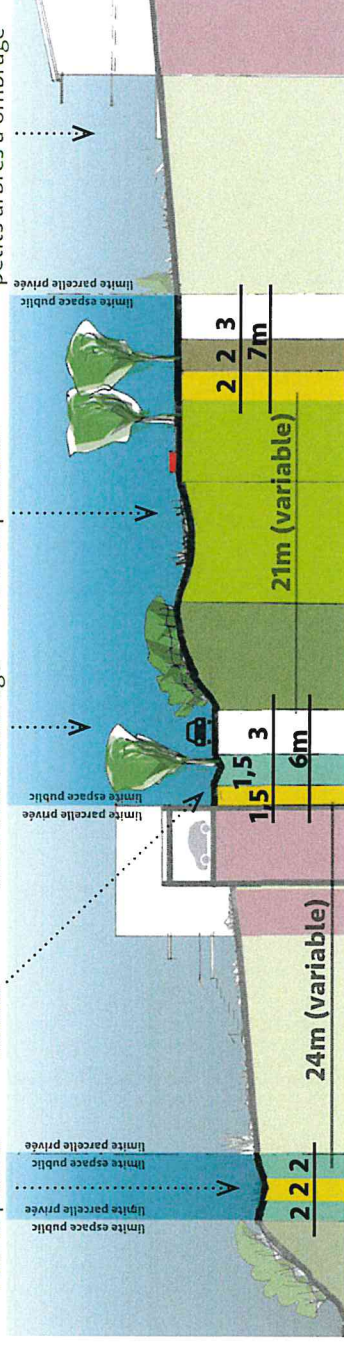 petits arbres d'ombrage
limite parcelle privée
limite espace public
2 2 3
7m
21m (variable)
limite espace public
limite parcelle privée
1,5 1,5 3
6m
24m (variable)
limite parcelle privée
limite espace public
limite parcelle privée
limite espace public
2 2 2